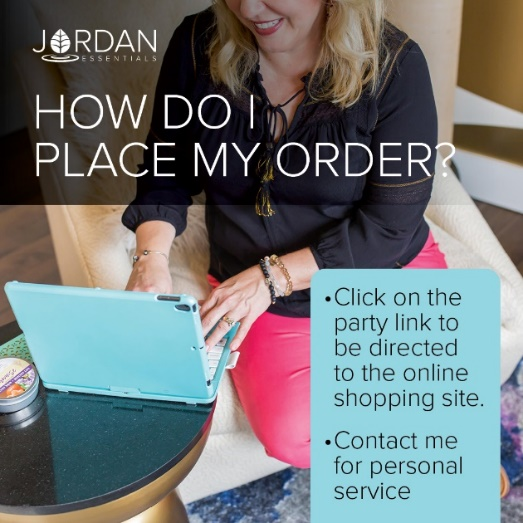 JORDAN
ESSENTIALS
HOW DO I
PLACE MY ORDER?
•Click on the
party link to
be directed
to the online
shopping site.
•Contact me
for personal
service